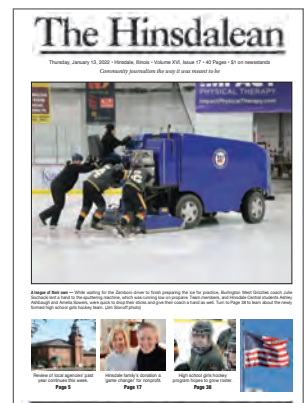 The Hinsdalean
Thursday, January 13, 2022 • Hinsdale, Illinois • Volume XVI, Issue 17 • 40 Pages • $1 on newsstands
Community journalism the way it was meant to be
PHYSICAL THERAPY
ImpactPhysicalTherapy.com
A league of their own — While waiting for the Zamboni driver to finish preparing the ice for practice, Burlington West Grizzlies coach Julie
Sochacki lent a hand to the sputtering machine, which was running low on propane. Team members, and Hinsdale Central students Ashley
Ashbaugh and Amelia Bowers, were quick to drop their sticks and give their coach a hand as well. Turn to Page 38 to learn about the newly
formed high school girls hockey team. (Jim Slonoff photo)
Review of local agencies' past
year continues this week.
Page 5
Hinsdale family's donation a
'game changer' for nonprofit.
Page 17
High school girls hockey
program hopes to grow roster.
Page 38